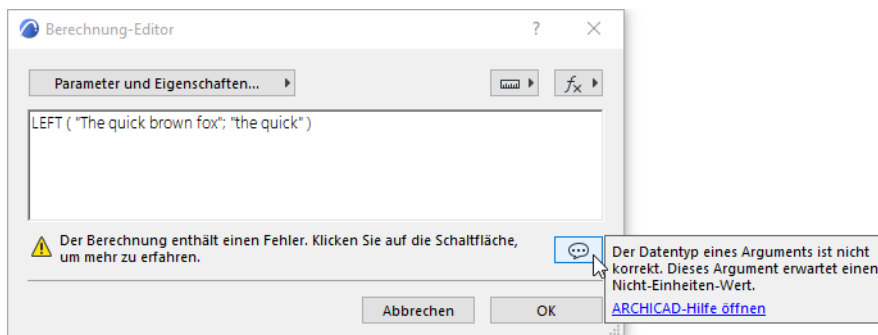 Berechnung-Editor
Parameter und Eigenschaften...
LEFT ( "The quick brown fox"; "the quick" )
Der Berechnung enthält einen Fehler. Klicken Sie auf die Schaltfläche,
um mehr zu erfahren.
Der Datentyp eines Arguments ist nicht
korrekt. Dieses Argument erwartet einen
Nicht-Einheiten-Wert.
ARCHICAD-Hilfe öffnen
Abbrechen
OK